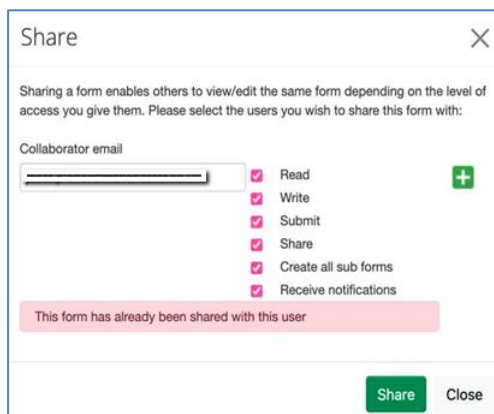 Share
Sharing a form enables others to view/edit the same form depending on the level of
access you give them. Please select the users you wish to share this form with:
Collaborator email
Read
Write
Submit
Share
Create all sub forms
Receive notifications
This form has already been shared with this user
Share Close